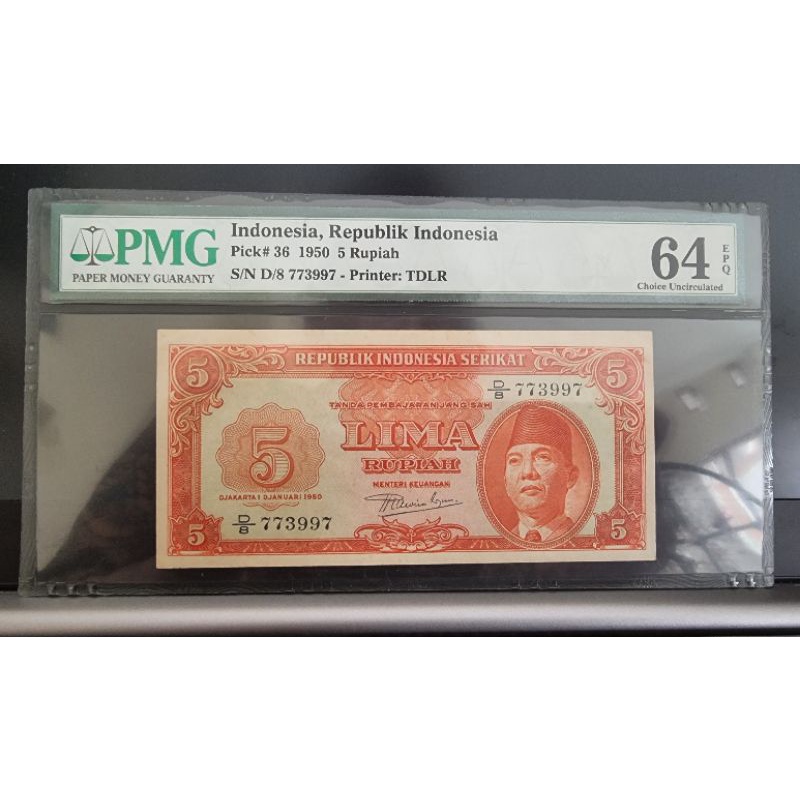 PMG
PAPER MONEY GUARANTY
Indonesia, Republik Indonesia
Pick# 36 1950 5 Rupiah
S/N D/8 773997 - Printer: TDLR
64
EPQ
Choice Uncirculated
5
REPUBLIK INDONESIA SERIKAT
5
D/8 773997
TANDA PEMBAJARAN JANG SAH
5
LIMA
RUPIAH
MENTERI KEUANGAN
DJAKARTA 1 DJANUARI 1950
D/8 773997
5
5